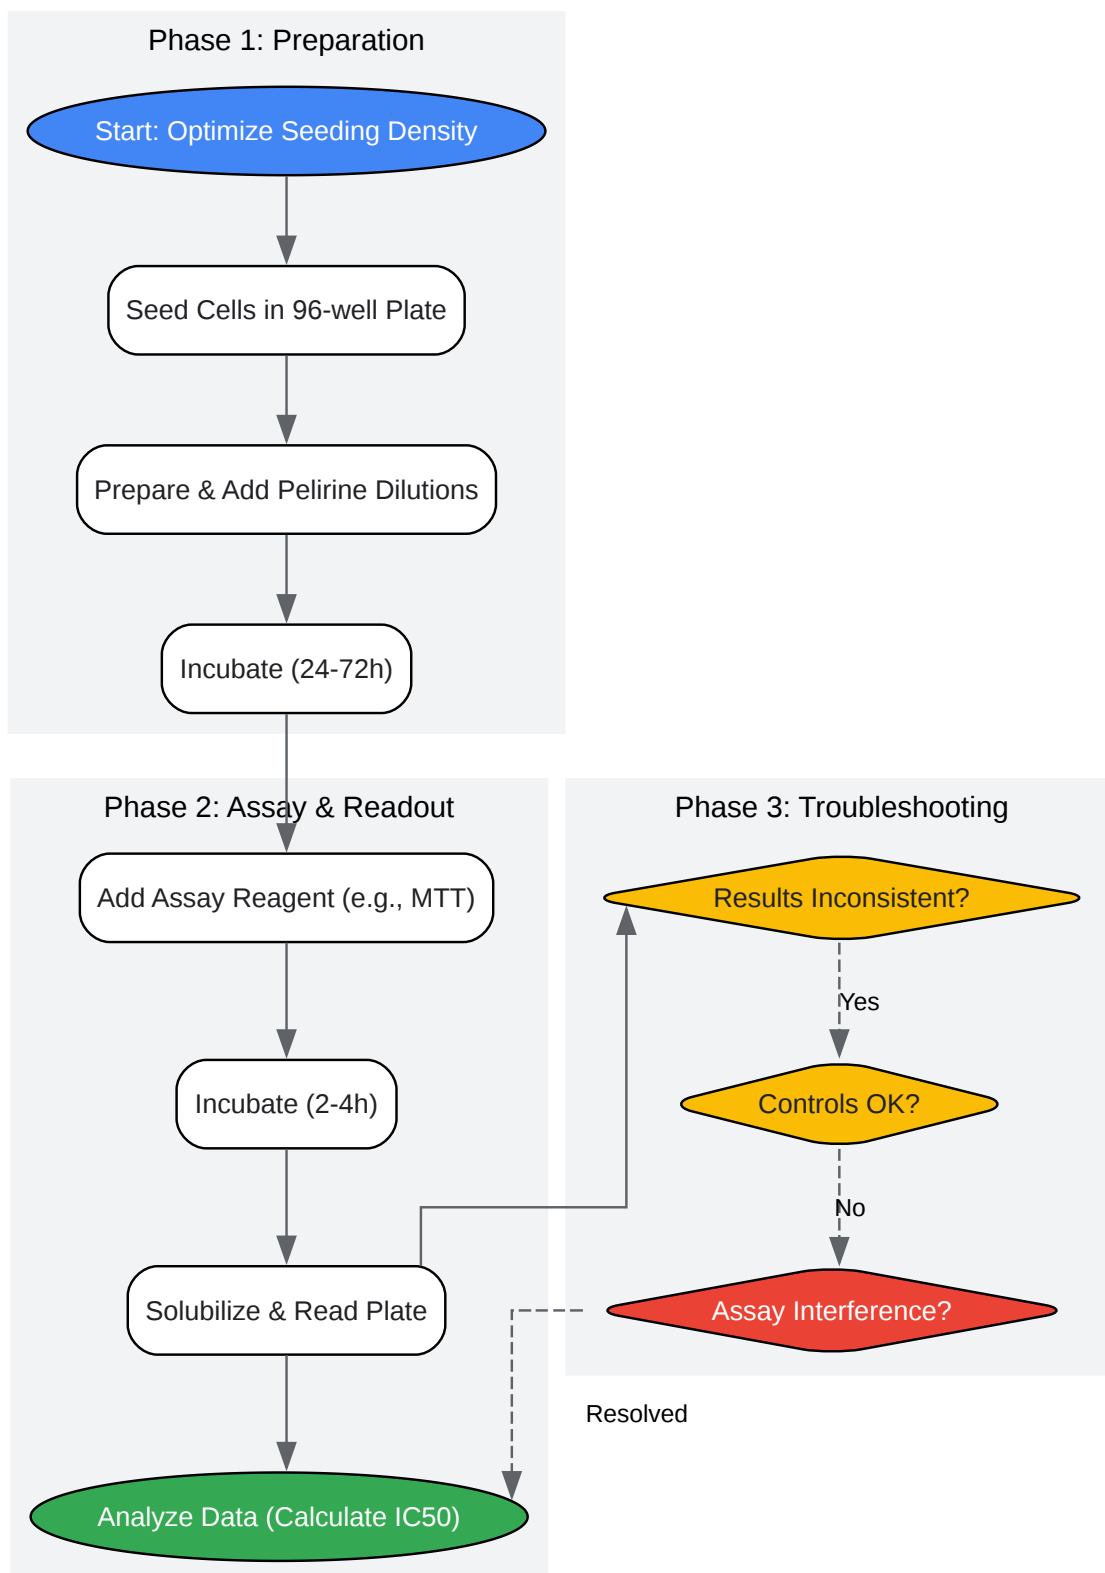 Phase 1: Preparation
Start: Optimize Seeding Density
Seed Cells in 96-well Plate
Prepare & Add Pelirine Dilutions
Incubate (24-72h)
Phase 2: Assay & Readout
Add Assay Reagent (e.g., MTT)
Incubate (2-4h)
Solubilize & Read Plate
Analyze Data (Calculate IC50)
Phase 3: Troubleshooting
Results Inconsistent?
Yes
Controls OK?
No
Assay Interference?
Resolved